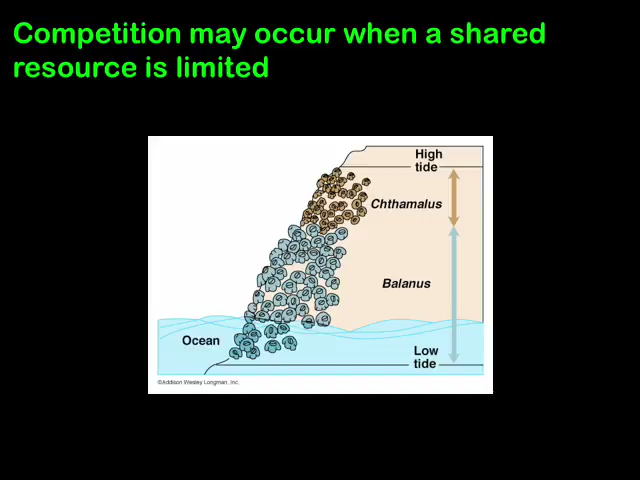 Competition may occur when a shared
resource is limited
High
tide
Chthamalus
Balanus
Ocean
Low
tide
©Addison Wesley Longman, Inc.